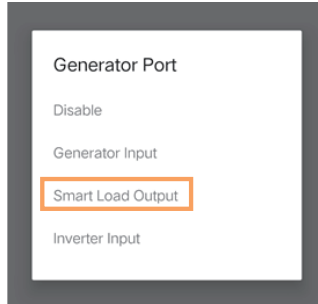 Generator Port
Disable
Generator Input
Smart Load Output
Inverter Input